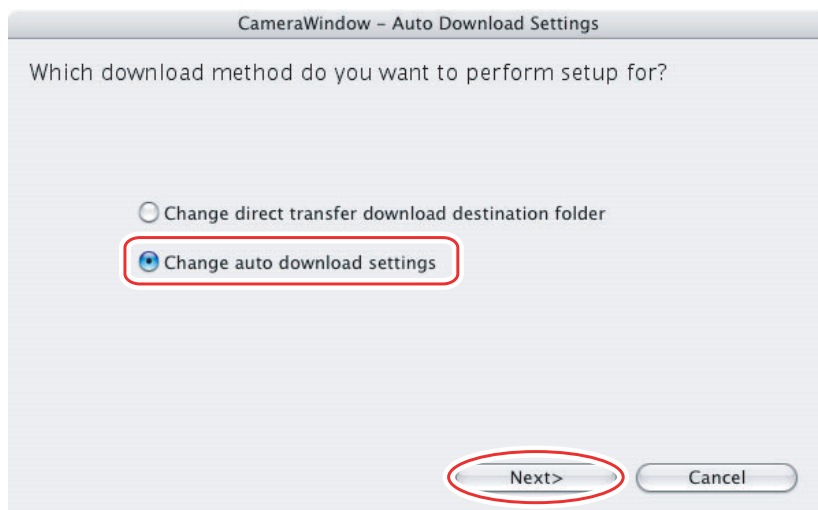 CameraWindow – Auto Download Settings
Which download method do you want to perform setup for?
Change direct transfer download destination folder
Change auto download settings
Next> Cancel